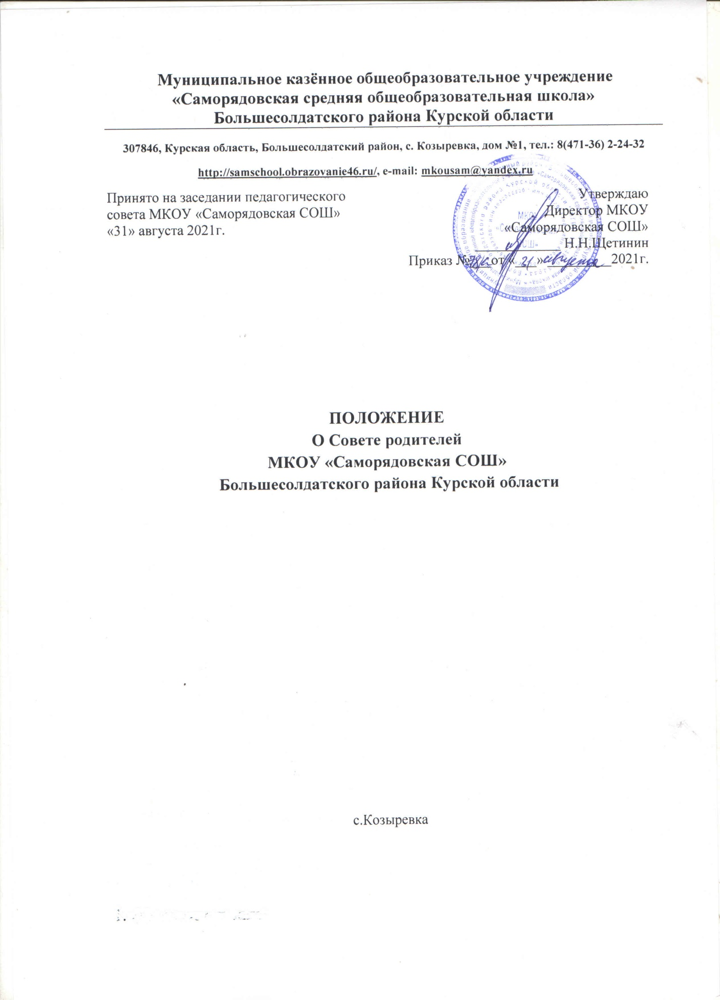 Муниципальное казённое общеобразовательное учреждение
«Саморядовская средняя общеобразовательная школа»
Большесолдатского района Курской области
307846, Курская область, Большесолдатский район, с. Козыревка, дом №1, тел.: 8(471-36) 2-24-32
http://samschool.obrazovanie46.ru/, e-mail: mkousam@yandex.ru
Принято на заседании педагогического
совета МКОУ «Саморядовская СОШ»
«31» августа 2021г.
Утверждаю
Директор МКОУ
«Саморядовская СОШ»
Н.Н.Щетинин
Приказ № от «31» августа 2021г.
ПОЛОЖЕНИЕ
О Совете родителей
МКОУ «Саморядовская СОШ»
Большесолдатского района Курской области
с.Козыревка